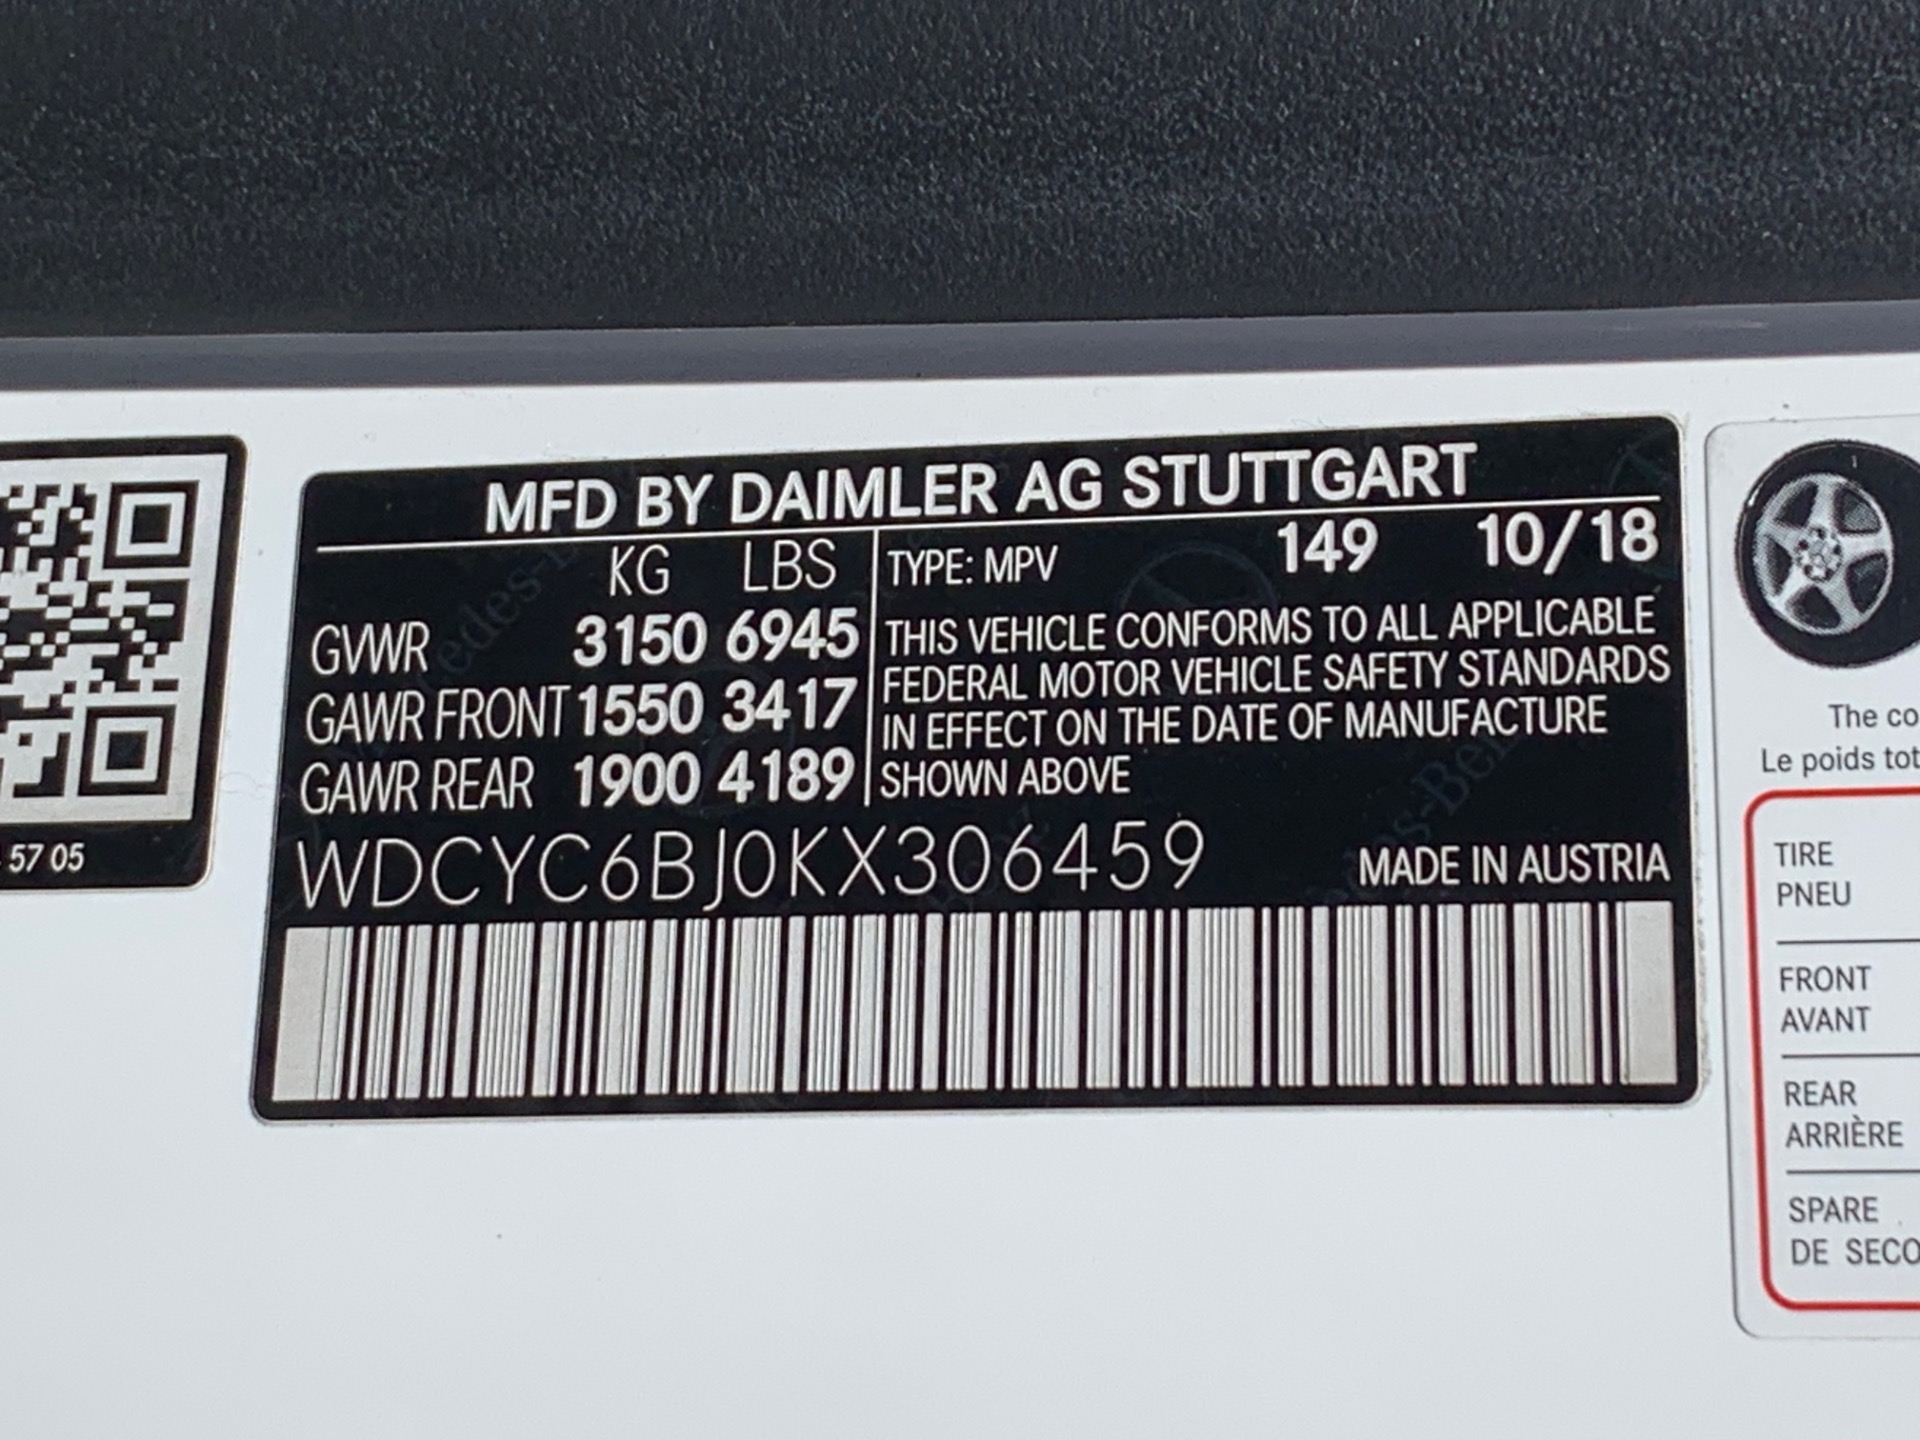 MFD BY DAIMLER AG STUTTGART
KG LBS
GVWR 3150 6945
GAWR FRONT 1550 3417
GAWR REAR 1900 4189
TYPE: MPV 149 10/18
THIS VEHICLE CONFORMS TO ALL APPLICABLE
FEDERAL MOTOR VEHICLE SAFETY STANDARDS
IN EFFECT ON THE DATE OF MANUFACTURE
SHOWN ABOVE
WDCYC6BJ0KX306459 MADE IN AUSTRIA
57 05
The co
Le poids tot
TIRE
PNEU
FRONT
AVANT
REAR
ARRIÈRE
SPARE
DE SECO